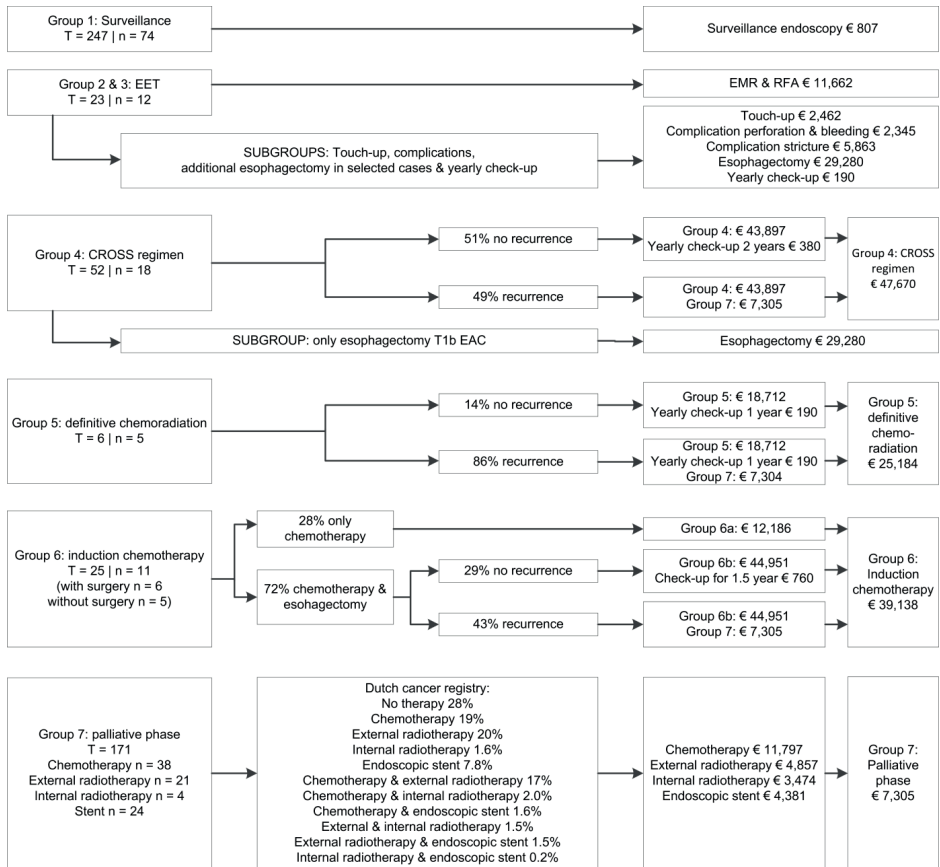 Group 1: Surveillance
T = 247 | n = 74
Surveillance endoscopy € 807
Group 2 & 3: EET
T = 23 | n = 12
EMR & RFA € 11,662
SUBGROUPS: Touch-up, complications,
additional esophagectomy in selected cases & yearly check-up
Touch-up € 2,462
Complication perforation & bleeding € 2,345
Complication stricture € 5,863
Esophagectomy € 29,280
Yearly check-up € 190
Group 4: CROSS regimen
T = 52 | n = 18
51% no recurrence
Group 4: € 43,897
Yearly check-up 2 years € 380
49% recurrence
Group 4: € 43,897
Group 7: € 7,305
Group 4: CROSS
regimen
€ 47,670
SUBGROUP: only esophagectomy T1b EAC
Esophagectomy € 29,280
Group 5: definitive chemoradiation
T = 6 | n = 5
14% no recurrence
Group 5: € 18,712
Yearly check-up 1 year € 190
86% recurrence
Group 5: € 18,712
Yearly check-up 1 year € 190
Group 7: € 7,304
Group 5:
definitive
chemo-
radiation
€ 25,184
Group 6: induction chemotherapy
T = 25 | n = 11
(with surgery n = 6
without surgery n = 5)
28% only
chemotherapy
Group 6a: € 12,186
72% chemotherapy &
esohagectomy
29% no recurrence
Group 6b: € 44,951
Check-up for 1.5 year € 760
43% recurrence
Group 6b: € 44,951
Group 7: € 7,305
Group 6:
Induction
chemotherapy
€ 39,138
Group 7: palliative phase
T = 171
Chemotherapy n = 38
External radiotherapy n = 21
Internal radiotherapy n = 4
Stent n = 24
Dutch cancer registry:
No therapy 28%
Chemotherapy 19%
External radiotherapy 20%
Internal radiotherapy 1.6%
Endoscopic stent 7.8%
Chemotherapy & external radiotherapy 17%
Chemotherapy & internal radiotherapy 2.0%
Chemotherapy & endoscopic stent 1.6%
External & internal radiotherapy 1.5%
External radiotherapy & endoscopic stent 1.5%
Internal radiotherapy & endoscopic stent 0.2%
Chemotherapy € 11,797
External radiotherapy € 4,857
Internal radiotherapy € 3,474
Endoscopic stent € 4,381
Group 7:
Palliative
phase
€ 7,305